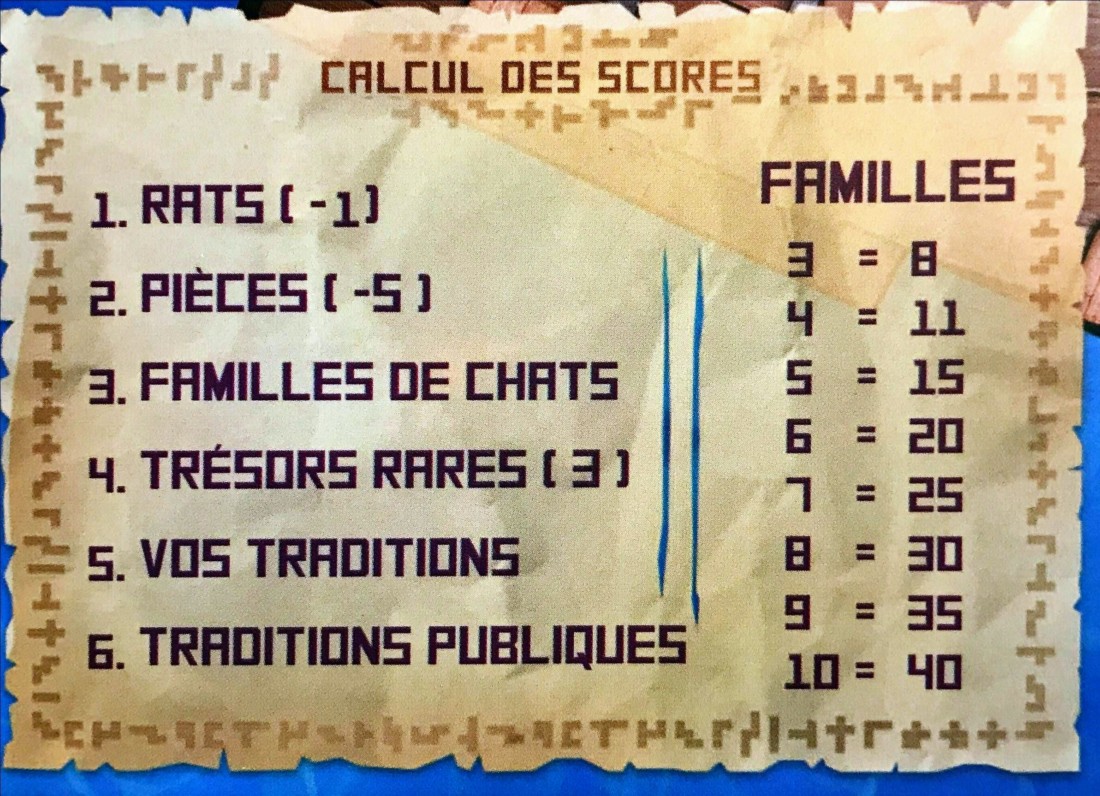 CALCUL DES SCORES
1. RATS ( -1 )
2. PIÈCES ( -5 )
3. FAMILLES DE CHATS
4. TRÉSORS RARES ( 3 )
5. VOS TRADITIONS
6. TRADITIONS PUBLIQUES
FAMILLES
3 = 8
4 = 11
5 = 15
6 = 20
7 = 25
8 = 30
9 = 35
10 = 40